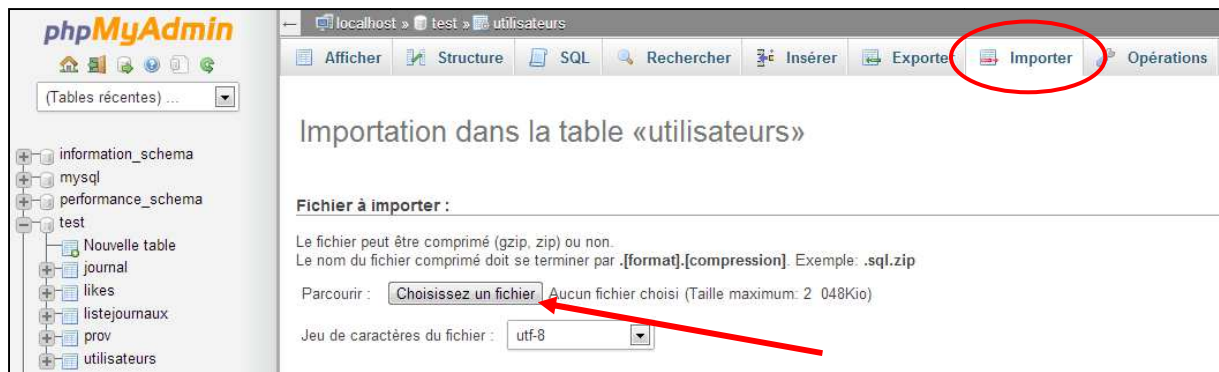 phpMyAdmin
(Tables récentes) ...
information_schema
mysql
performance_schema
test
Nouvelle table
journal
likes
listejournaux
prov
utilisateurs
localhost » test » utilisateurs
Afficher Structure SQL Rechercher Insérer Exporter Importer Opérations
Importation dans la table «utilisateurs»
Fichier à importer :
Le fichier peut être comprimé (gzip, zip) ou non.
Le nom du fichier comprimé doit se terminer par .[format].[compression]. Exemple: .sql.zip
Parcourir : Choisissez un fichier Aucun fichier choisi (Taille maximum: 2 048Kio)
Jeu de caractères du fichier : utf-8